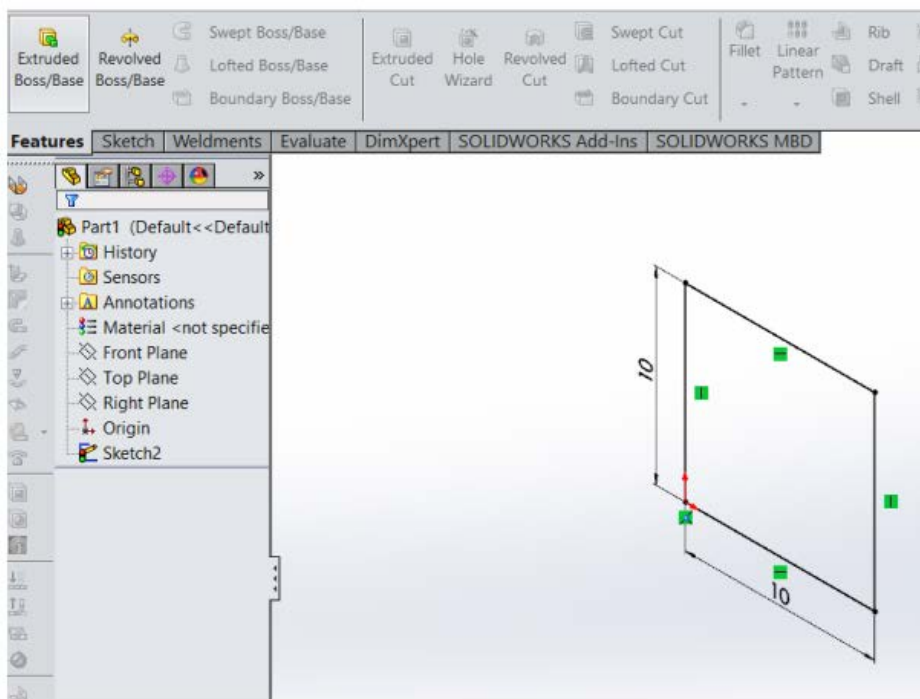 Extruded Boss/Base
Revolved Boss/Base
Swept Boss/Base
Lofted Boss/Base
Boundary Boss/Base
Extruded Cut
Hole Wizard
Revolved Cut
Swept Cut
Lofted Cut
Boundary Cut
Fillet
Linear Pattern
Rib
Draft
Shell
Features
Sketch
Weldments
Evaluate
DimXpert
SOLIDWORKS Add-Ins
SOLIDWORKS MBD
»
Part1 (Default<<Default
History
Sensors
A Annotations
Material <not specifie
Front Plane
Top Plane
Right Plane
Origin
Sketch2
10
10